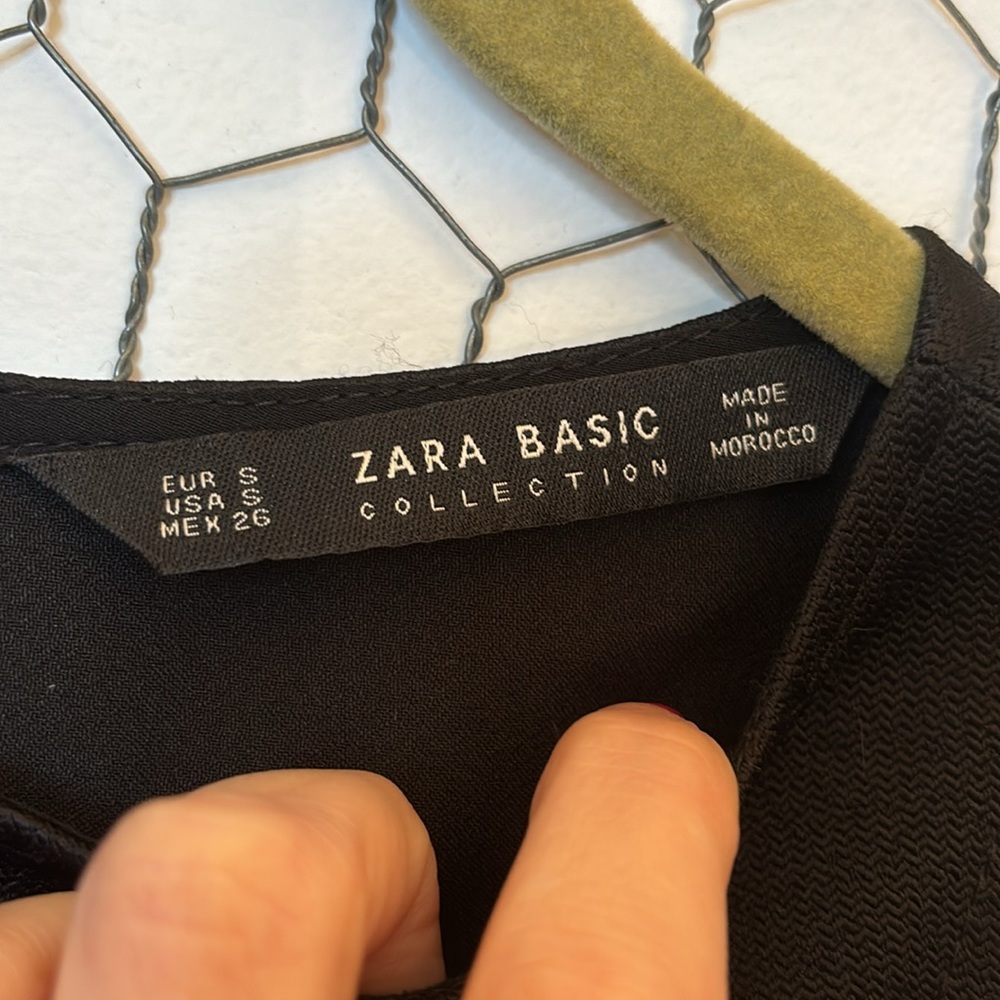 EUR S
USA S
MEX 26
ZARA BASIC
COLLECTION
MADE
IN
MOROCCO